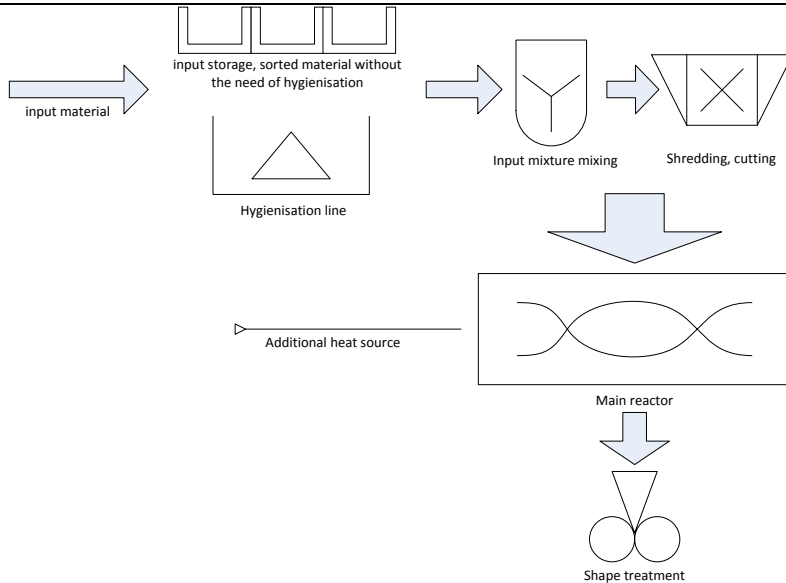 input storage, sorted material without
the need of hygienisation
input material
Input mixture mixing
Shredding, cutting
Hygienisation line
Additional heat source
Main reactor
Shape treatment